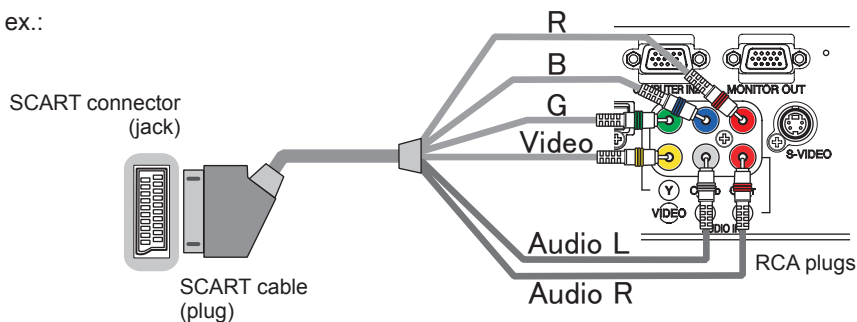 ex.:
R
B
G
Video
SCART connector
(jack)
MONITOR OUT
S-VIDEO
Y
VIDEO
Audio L
Audio R
RCA plugs
SCART cable
(plug)